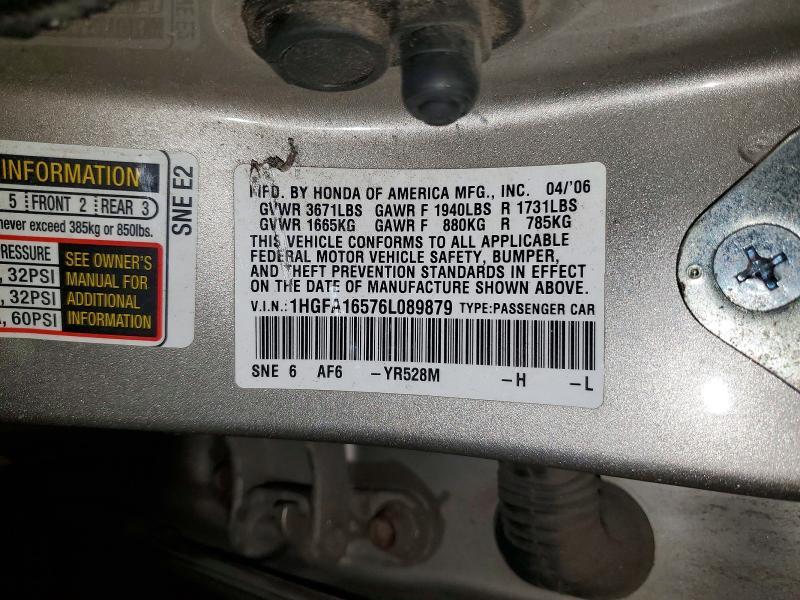 INFORMATION
5 FRONT 2 REAR 3
never exceed 385kg or 850lbs.
PRESSURE
, 32PSI
, 32PSI
, 60PSI
SEE OWNER'S
MANUAL FOR
ADDITIONAL
INFORMATION
SNE E2
MFD. BY HONDA OF AMERICA MFG., INC. 04/'06
GVWR 3671LBS GAWR F 1940LBS R 1731LBS
GVWR 1665KG GAWR F 880KG R 785KG
THIS VEHICLE CONFORMS TO ALL APPLICABLE
FEDERAL MOTOR VEHICLE SAFETY, BUMPER,
AND THEFT PREVENTION STANDARDS IN EFFECT
ON THE DATE OF MANUFACTURE SHOWN ABOVE.
V.I.N.: 1HGFA16576L089879 TYPE:PASSENGER CAR
SNE 6 AF6 -YR528M -H -L